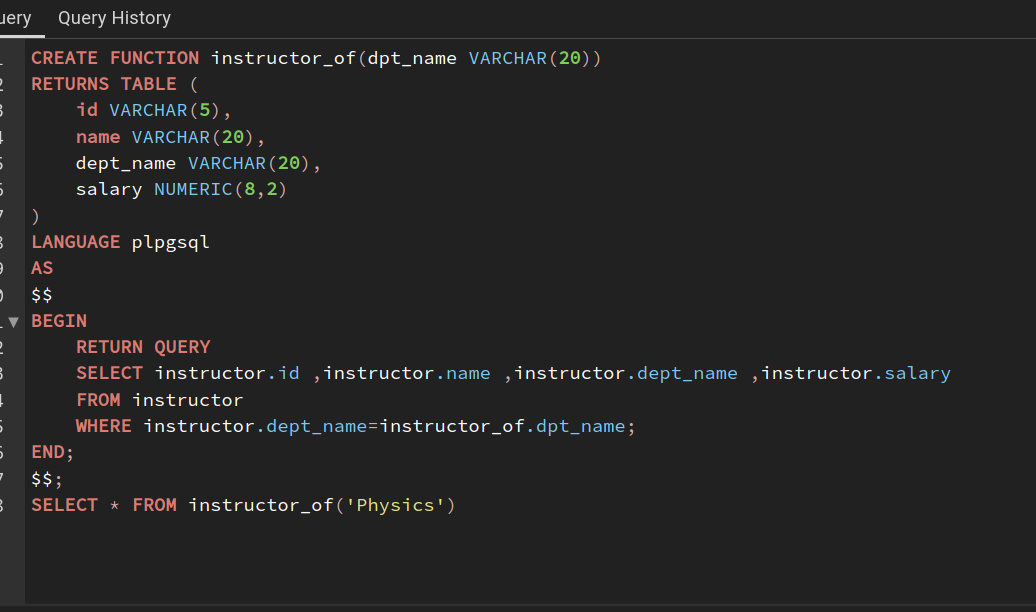 Query History
CREATE FUNCTION instructor_of(dpt_name VARCHAR(20))
RETURNS TABLE (
id VARCHAR(5),
name VARCHAR(20),
dept_name VARCHAR(20),
salary NUMERIC(8,2)
)
LANGUAGE plpgsql
AS
$$
BEGIN
RETURN QUERY
SELECT instructor.id ,instructor.name ,instructor.dept_name ,instructor.salary
FROM instructor
WHERE instructor.dept_name=instructor_of.dpt_name;
END;
$$;
SELECT * FROM instructor_of('Physics')